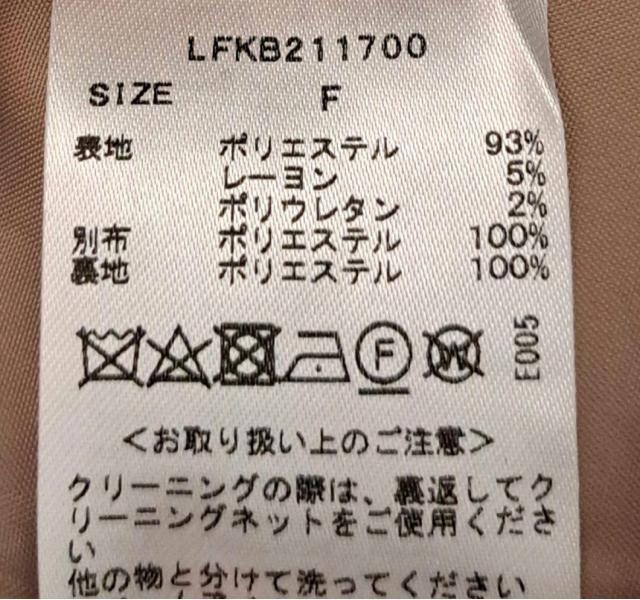 LFKB211700
SIZE F
表地 ポリエステル 93%
レーヨン 5%
ポリウレタン 2%
別布 ポリエステル 100%
裏地 ポリエステル 100%
F W E005
<お取り扱い上のご注意>
クリーニングの際は、裏返してク
リーニングネットをご使用くださ
い
他の物と分けて洗ってください